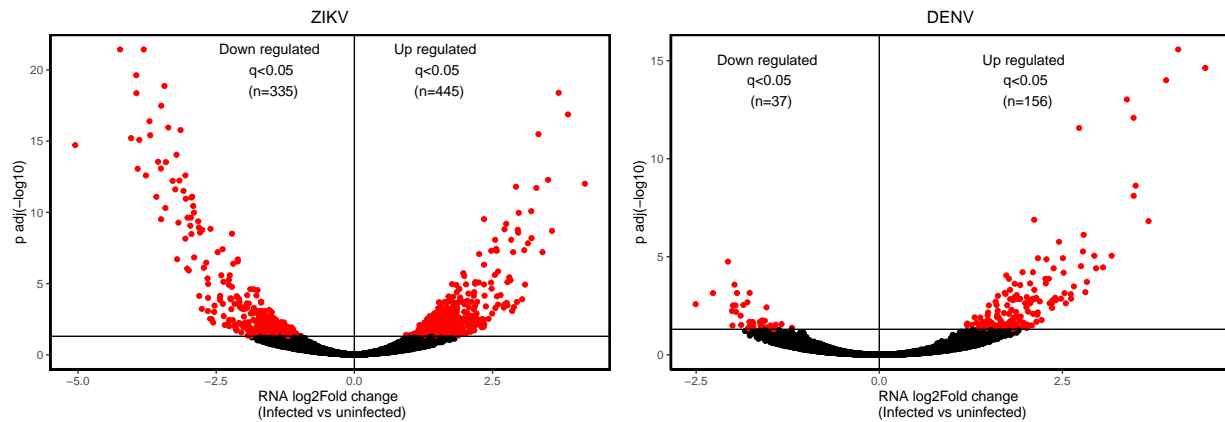 ZIKV
Down regulated
q<0.05
(n=335)
Up regulated
q<0.05
(n=445)
p adj(−log10)
20
15
10
5
0
−5.0
−2.5
0.0
2.5
RNA log2Fold change
(Infected vs uninfected)
DENV
Down regulated
q<0.05
(n=37)
Up regulated
q<0.05
(n=156)
p adj(−log10)
15
10
5
0
−2.5
0.0
2.5
RNA log2Fold change
(Infected vs uninfected)